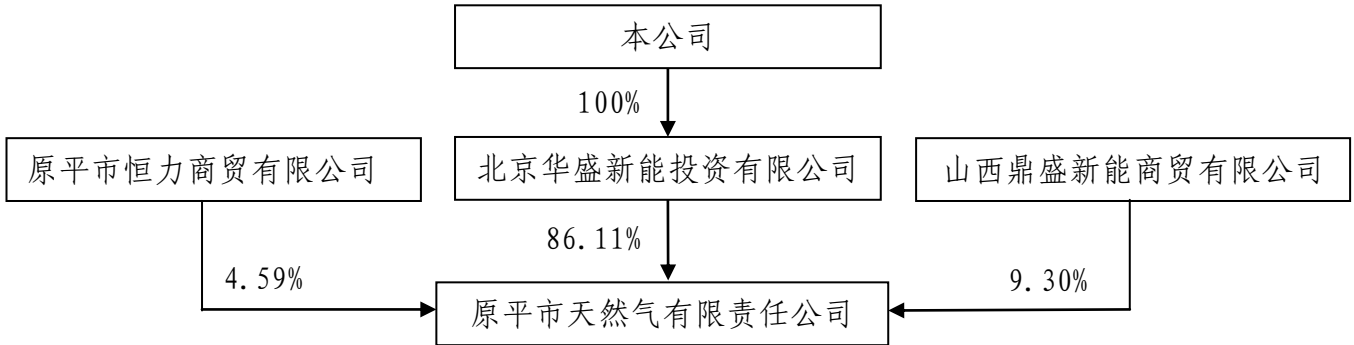 本公司
100%
原平市恒力商贸有限公司
北京华盛新能投资有限公司
山西鼎盛新能商贸有限公司
86.11%
4.59%
9.30%
原平市天然气有限责任公司